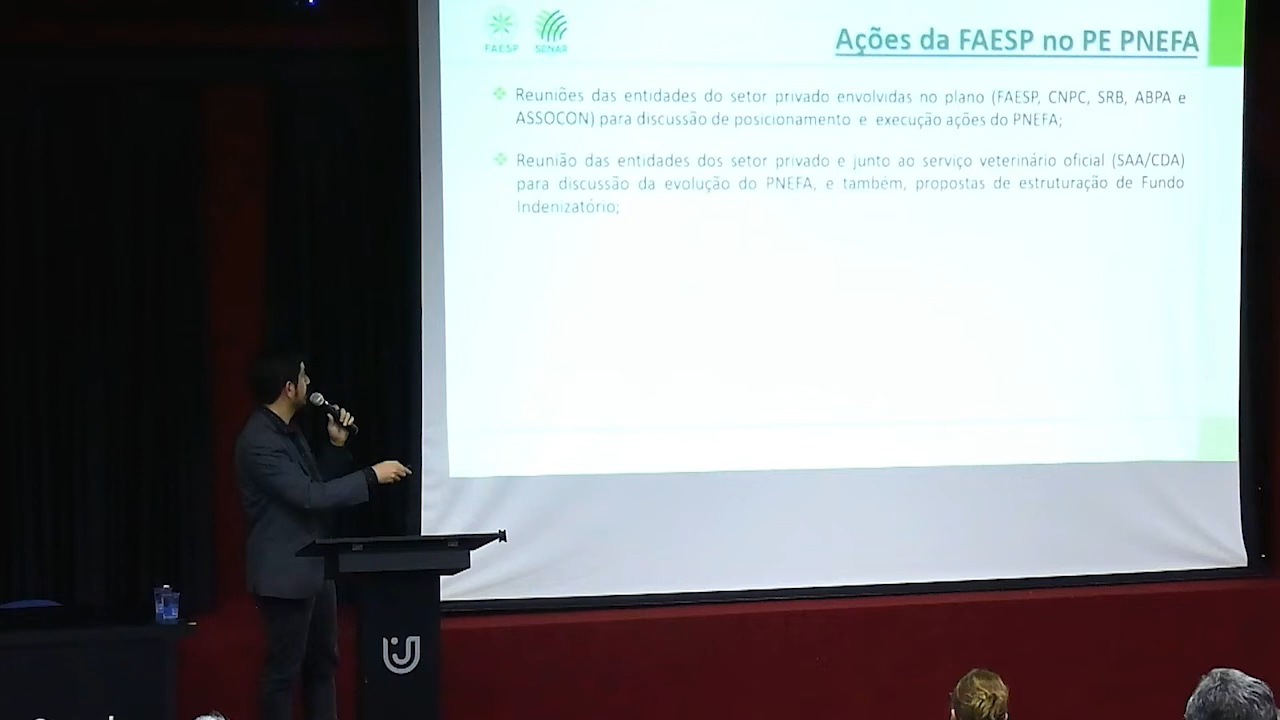 FAESP
SENAR
Ações da FAESP no PE PNEFA
Reuniões das entidades do setor privado envolvidas no plano (FAESP, CNPC, SRB, ABPA e
ASSOCON) para discussão de posicionamento e execução ações do PNEFA;
Reunião das entidades dos setor privado e junto ao serviço veterinário oficial (SAA/CDA)
para discussão da evolução do PNEFA, e também, propostas de estruturação de Fundo
Indenizatório;